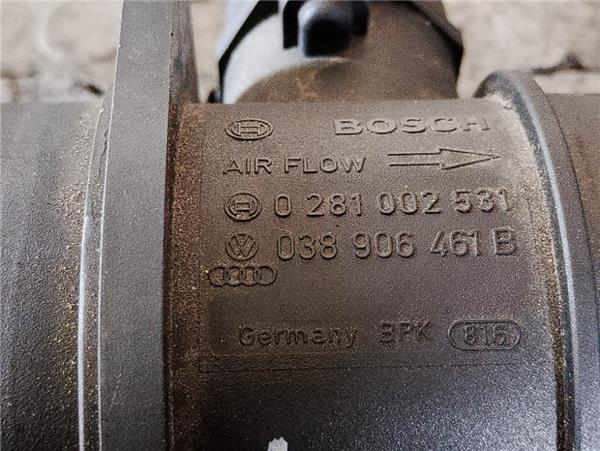 BOSCH
AIR FLOW
0 281 002 531
038 906 461 B
Germany BPK 816